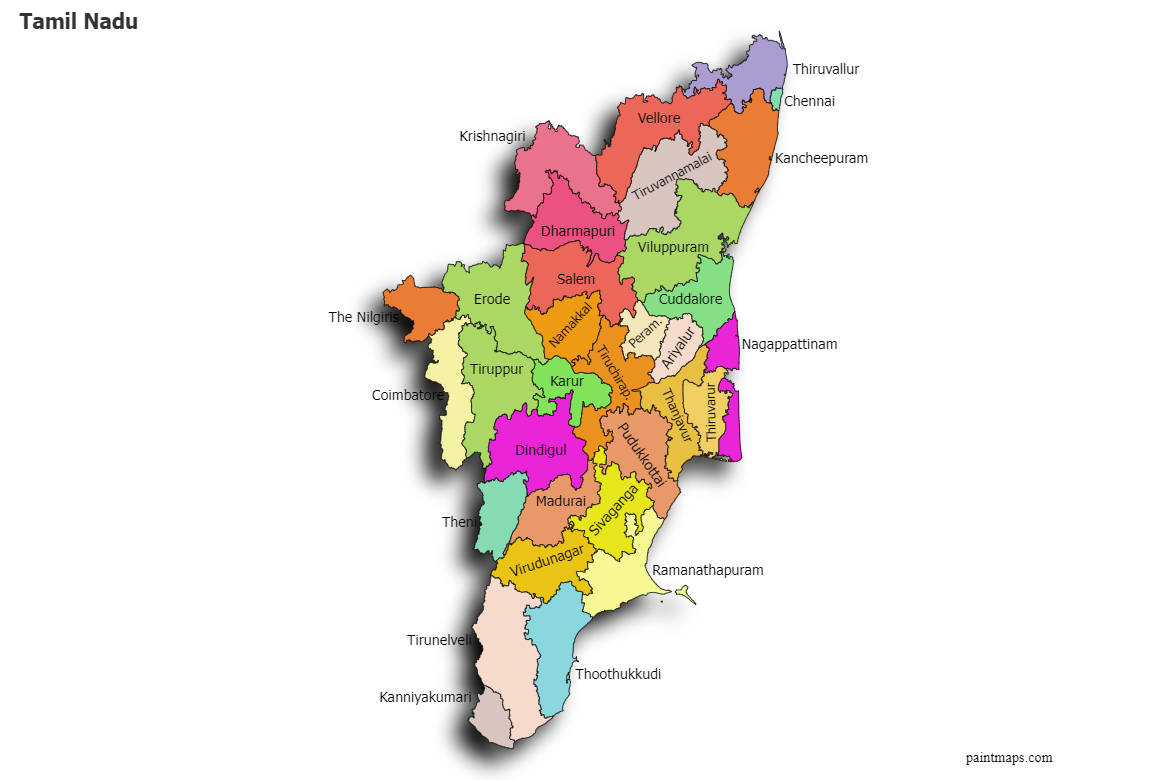 Tamil Nadu
Thiruvallur
Chennai
Vellore
Krishnagiri
Kancheepuram
Tiruvannamalai
Dharmapuri
Viluppuram
Salem
Erode
Cuddalore
The Nilgiris
Namakkal
Peram.
Ariyalur
Nagappattinam
Tiruchirap.
Tiruppur
Karur
Coimbatore
Thanjavur
Thiruvarur
Dindigul
Pudukkottai
Madurai
Sivaganga
Theni
Virudunagar
Ramanathapuram
Tirunelveli
Thoothukkudi
Kanniyakumari
paintmaps.com